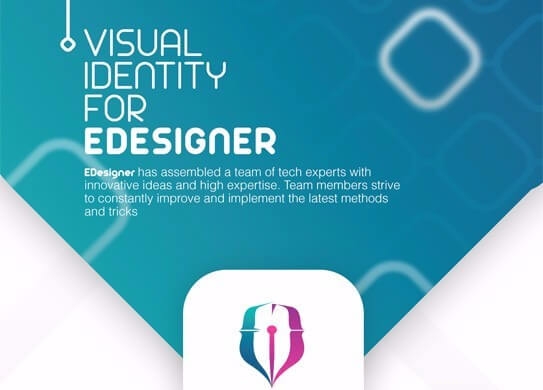 VISUAL
IDENTITY
FOR
EDESIGNER
EDesigner has assembled a team of tech experts with
innovative ideas and high expertise. Team members strive
to constantly improve and implement the latest methods
and tricks